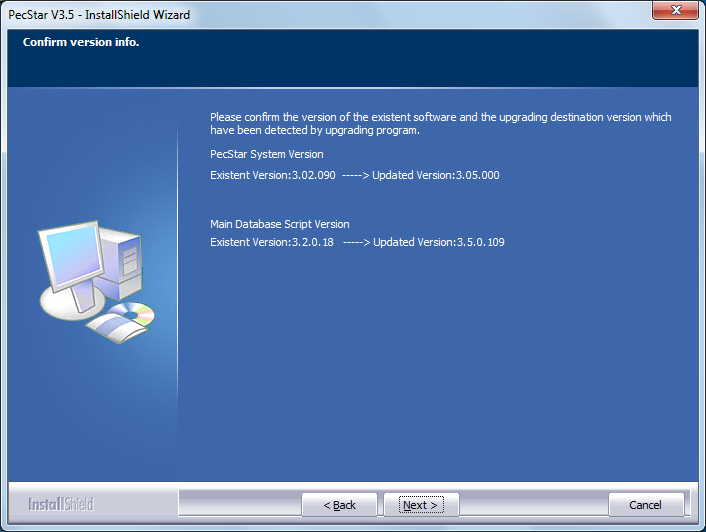 PecStar V3.5 - InstallShield Wizard
Confirm version info.
Please confirm the version of the existent software and the upgrading destination version which
have been detected by upgrading program.
PecStar System Version
Existent Version:3.02.090 -----> Updated Version:3.05.000
Main Database Script Version
Existent Version:3.2.0.18 -----> Updated Version:3.5.0.109
InstallShield
< Back
Next >
Cancel